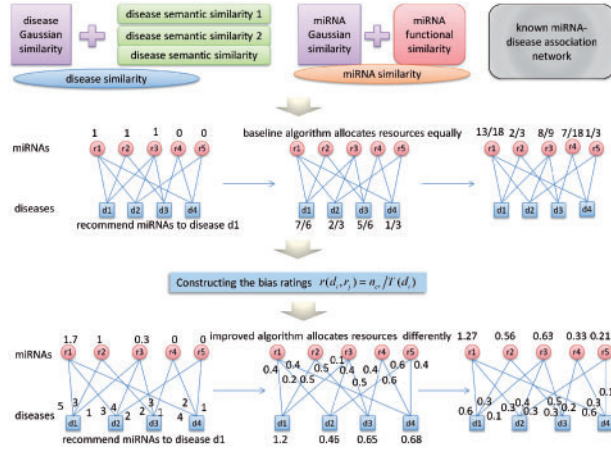 disease Gaussian similarity
disease semantic similarity 1
disease semantic similarity 2
disease semantic similarity
disease similarity
miRNA Gaussian similarity
miRNA functional similarity
miRNA similarity
known miRNA-disease association network
1 1 1 0 0
baseline algorithm allocates resources equally
13/18 2/3 8/9 7/18 1/3
miRNAs
r1 r2 r3 r4 r5
r1 r2 r3 r4 r5
r1 r2 r3 r4 r5
diseases
d1 d2 d3 d4
d1 d2 d3 d4
d1 d2 d3 d4
recommend miRNAs to disease d1
7/6 2/3 5/6 1/3
Constructing the bias ratings
1.7 1 0.3 0 0
improved algorithm allocates resources differently
1.27 0.56 0.63 0.33 0.21
miRNAs
r1 r2 r3 r4 r5
r1 r2 r3 r4 r5
r1 r2 r3 r4 r5
diseases
d1 d2 d3 d4
d1 d2 d3 d4
d1 d2 d3 d4
recommend miRNAs to disease d1
1.2 0.46 0.65 0.68